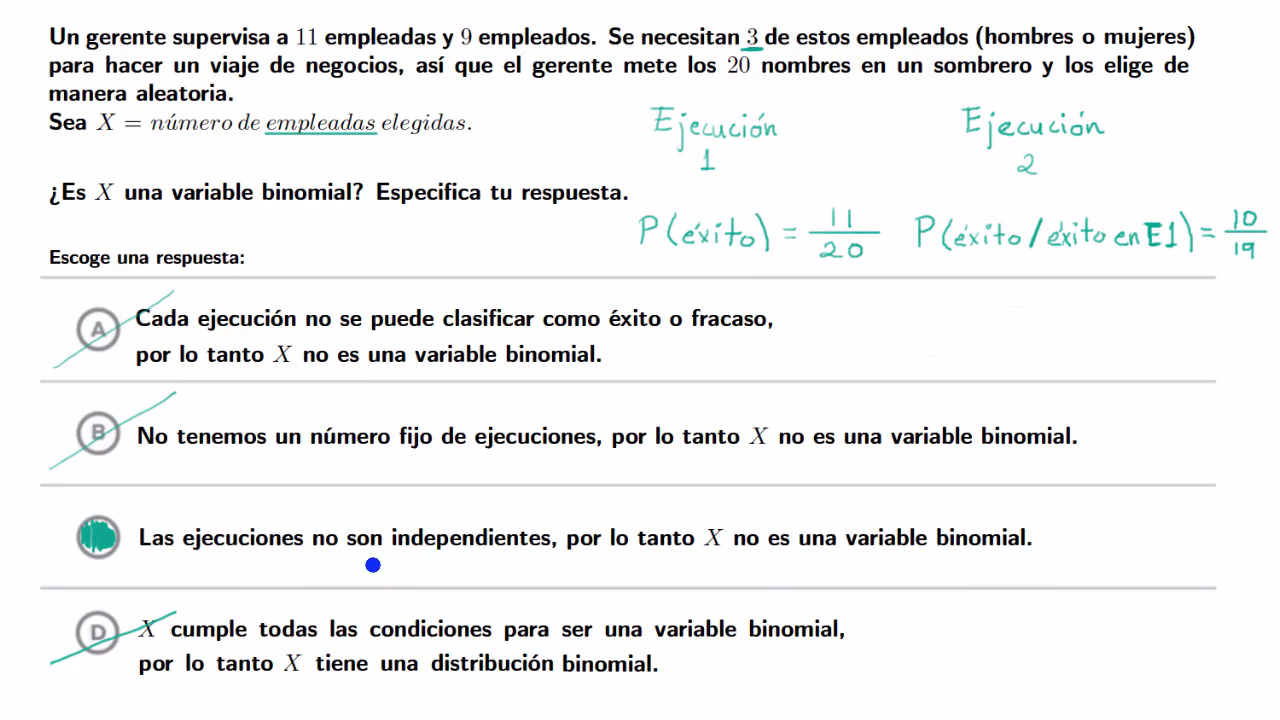 Un gerente supervisa a 11 empleadas y 9 empleados. Se necesitan 3 de estos empleados (hombres o mujeres)
para hacer un viaje de negocios, así que el gerente mete los 20 nombres en un sombrero y los elige de
manera aleatoria.
Sea X = número de empleadas elegidas.
Ejecución 1
Ejecución 2
¿Es X una variable binomial? Especifica tu respuesta.
P(éxito) = 11/20
P(éxito/éxito en E1) = 10/19
Escoge una respuesta:
A
Cada ejecución no se puede clasificar como éxito o fracaso,
por lo tanto X no es una variable binomial.
B
No tenemos un número fijo de ejecuciones, por lo tanto X no es una variable binomial.
Las ejecuciones no son independientes, por lo tanto X no es una variable binomial.
D
X cumple todas las condiciones para ser una variable binomial,
por lo tanto X tiene una distribución binomial.